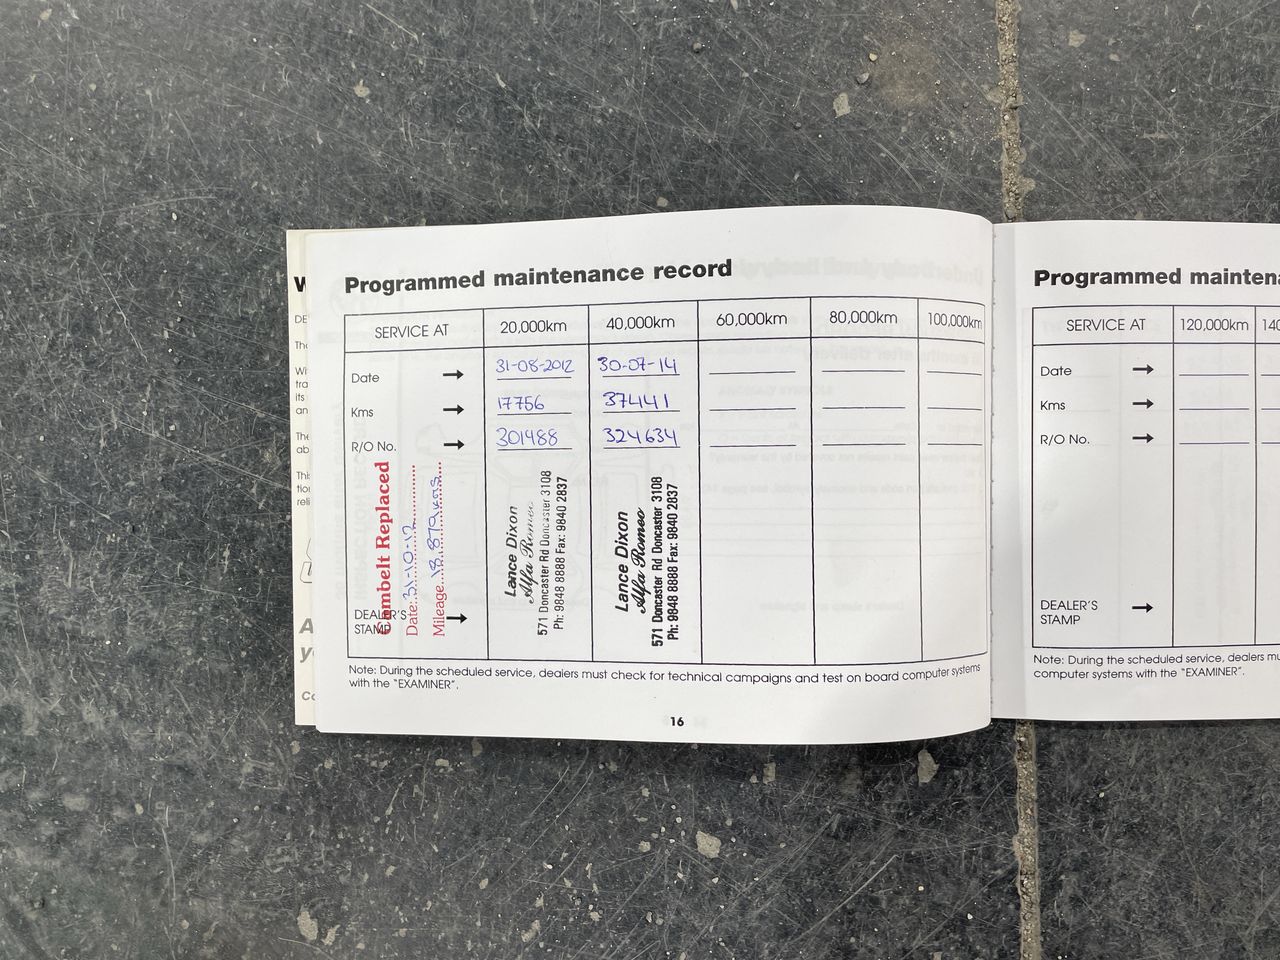 Programmed maintenance record
SERVICE AT 20,000km 40,000km 60,000km 80,000km 100,000km
Date → 31-08-2012 30-07-14
Kms → 17756 37441
R/O No. → 301488 324634
DEALER'S
STAMP →
Cambelt Replaced
Date: 31-10-12
Mileage 18,879kms
Lance Dixon
Alfa Romeo
571 Doncaster Rd Doncaster 3108
Ph: 9848 8888 Fax: 9840 2837
Lance Dixon
Alfa Romeo
571 Doncaster Rd Doncaster 3108
Ph: 9848 8888 Fax: 9840 2837
Note: During the scheduled service, dealers must check for technical campaigns and test on board computer systems
with the "EXAMINER".
16
Programmed
SERVICE AT 120,000km
Date →
Kms →
R/O No. →
DEALER'S
STAMP →
Note: During the scheduled service, dealers
computer systems with the "EXAMINER".